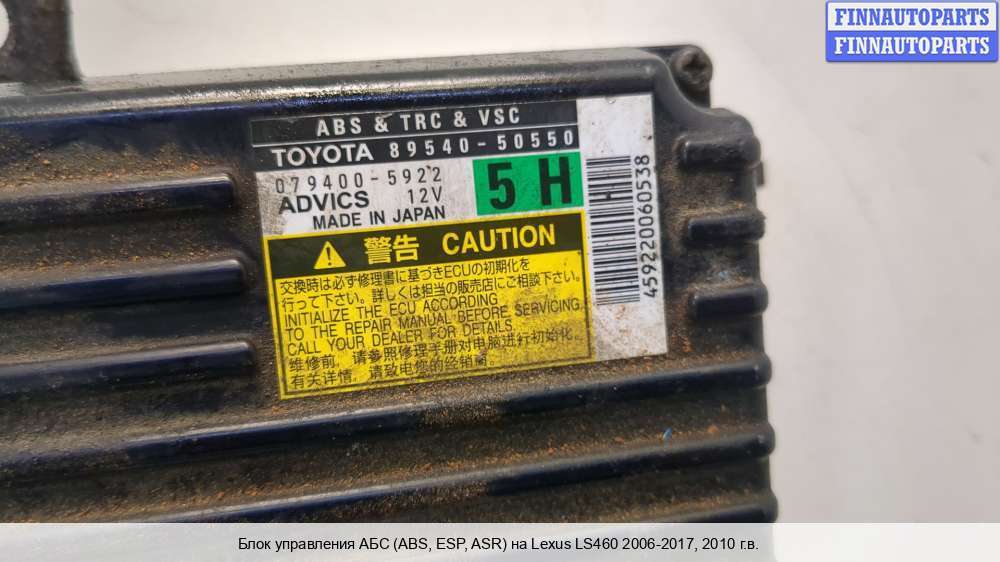 FINNAUTOPARTS
FINNAUTOPARTS
ABS & TRC & VSC
TOYOTA 89540-50550
079400-5922
ADVICS 12V
MADE IN JAPAN
5 H
459220060538
警告 CAUTION
交換時は必ず修理書に基づきECUの初期化を
行って下さい。詳しくは担当の販売店にご相談下さい。
INITIALIZE THE ECU ACCORDING
TO THE REPAIR MANUAL BEFORE SERVICING.
CALL YOUR DEALER FOR DETAILS.
维修前，请参照修理手册对电脑进行初始化。
有关详情，请致电您的经销商。
Блок управления АБС (ABS, ESP, ASR) на Lexus LS460 2006-2017, 2010 г.в.